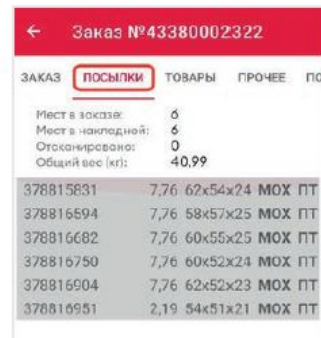 ← Заказ №43380002322
ЗАКАЗ ПОСЫЛКИ ТОВАРЫ ПРОЧЕЕ ПО
Мест в заказе: 6
Мест в накладной: 6
Отсканировано: 0
Общий вес (кг): 40,99
378815831 7,76 62x54x24 МОХ ПТ
378816594 7,76 58x57x25 МОХ ПТ
378816682 7,76 60x55x25 МОХ ПТ
378816750 7,76 60x52x24 МОХ ПТ
378816904 7,76 62x52x23 МОХ ПТ
378816951 2,19 54x51x21 МОХ ПТ